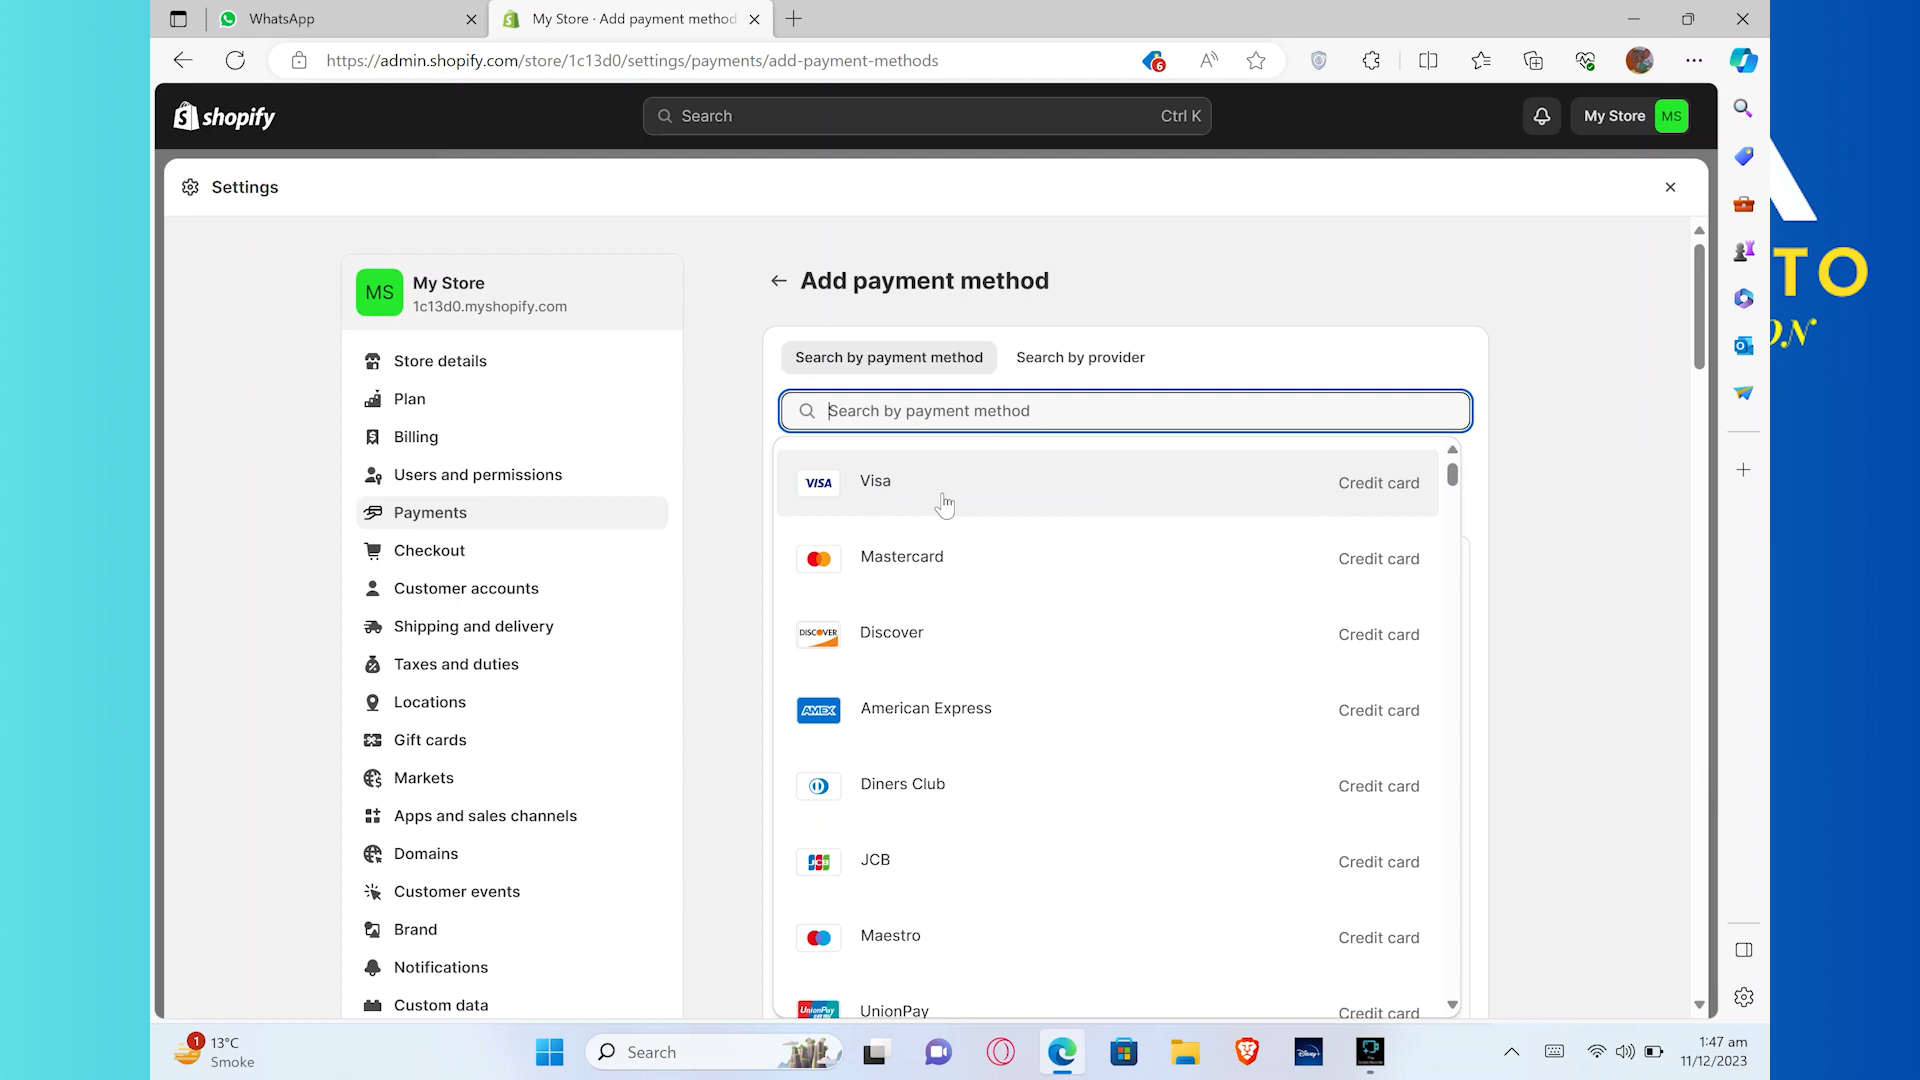 WhatsApp
My Store · Add payment method
https://admin.shopify.com/store/1c13d0/settings/payments/add-payment-methods
6
shopify
Search
Ctrl K
My Store
MS
Settings
MS
My Store
1c13d0.myshopify.com
Store details
Plan
Billing
Users and permissions
Payments
Checkout
Customer accounts
Shipping and delivery
Taxes and duties
Locations
Gift cards
Markets
Apps and sales channels
Domains
Customer events
Brand
Notifications
Custom data
Add payment method
Search by payment method
Search by provider
Search by payment method
VISA
Visa
Credit card
Mastercard
Credit card
DISCOVER
Discover
Credit card
AMEX
American Express
Credit card
Diners Club
Credit card
JCB
JCB
Credit card
Maestro
Credit card
UnionPay
UnionPay
Credit card
A
TO
ON
1
13°C
Smoke
Search
Disney+
1:47 am
11/12/2023